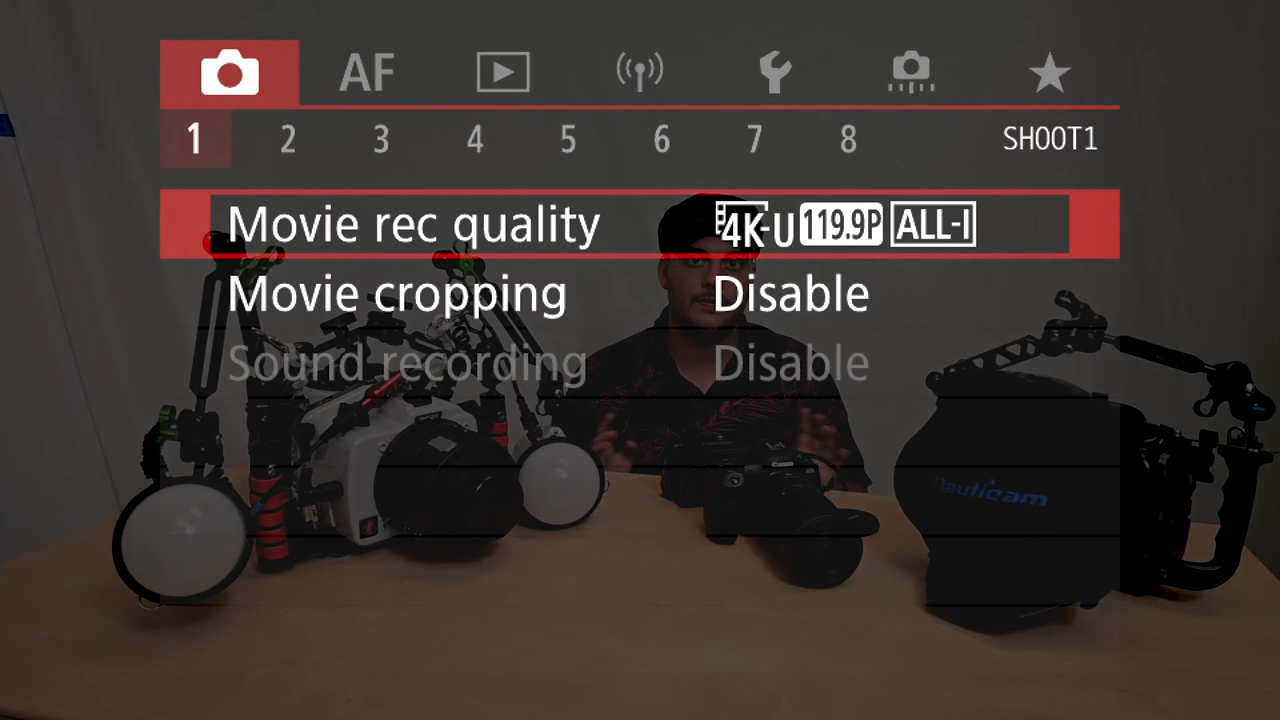 AF
1 2 3 4 5 6 7 8 SHOOT1
Movie rec quality 4K-U 119.9P ALL-I
Movie cropping Disable
Sound recording Disable
Canon
Nauticam